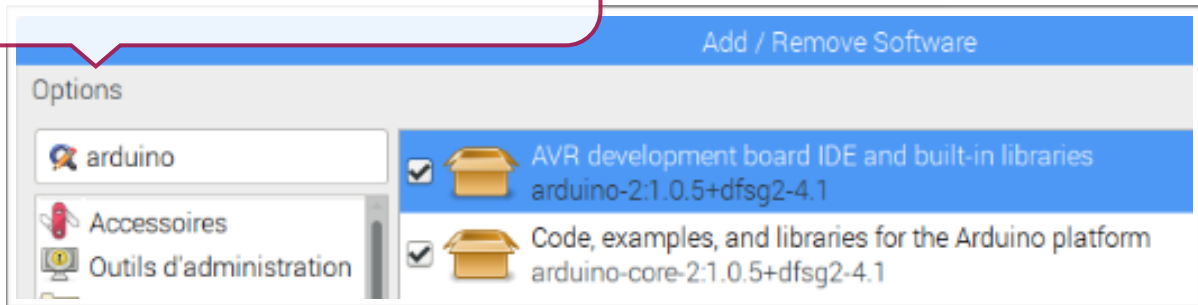 Add / Remove Software
Options
arduino
AVR development board IDE and built-in libraries
arduino-2:1.0.5+dfsg2-4.1
Accessoires
Code, examples, and libraries for the Arduino platform
Outils d'administration
arduino-core-2:1.0.5+dfsg2-4.1